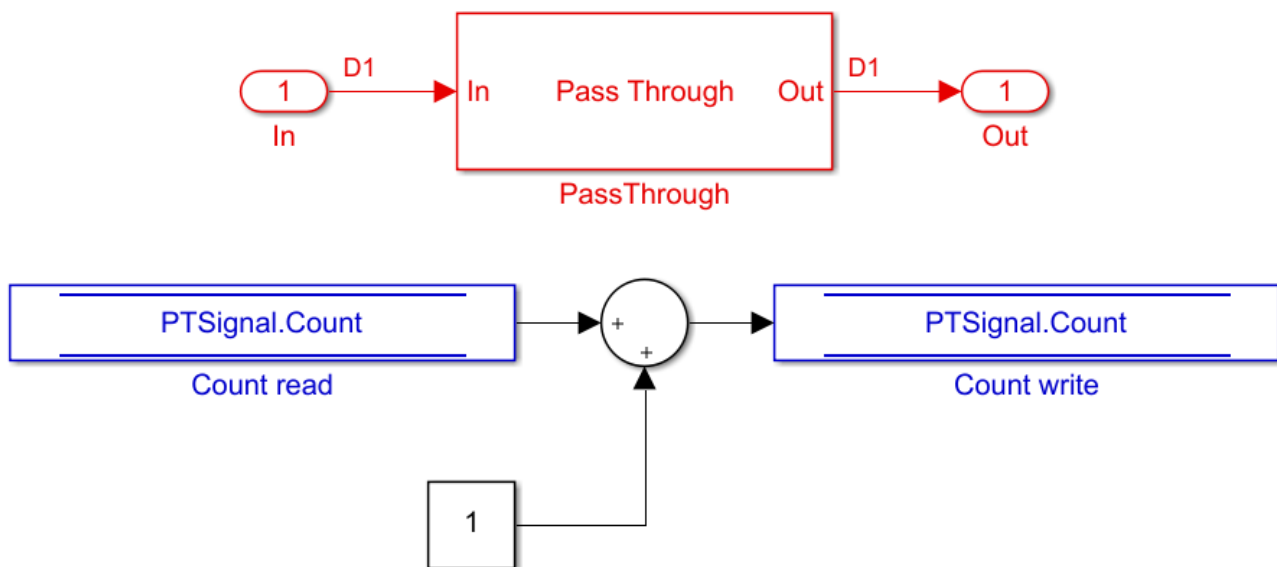 D1
D1
1
In
Pass Through
Out
1
In
Out
PassThrough
PTSignal.Count
+
PTSignal.Count
+
Count read
Count write
1